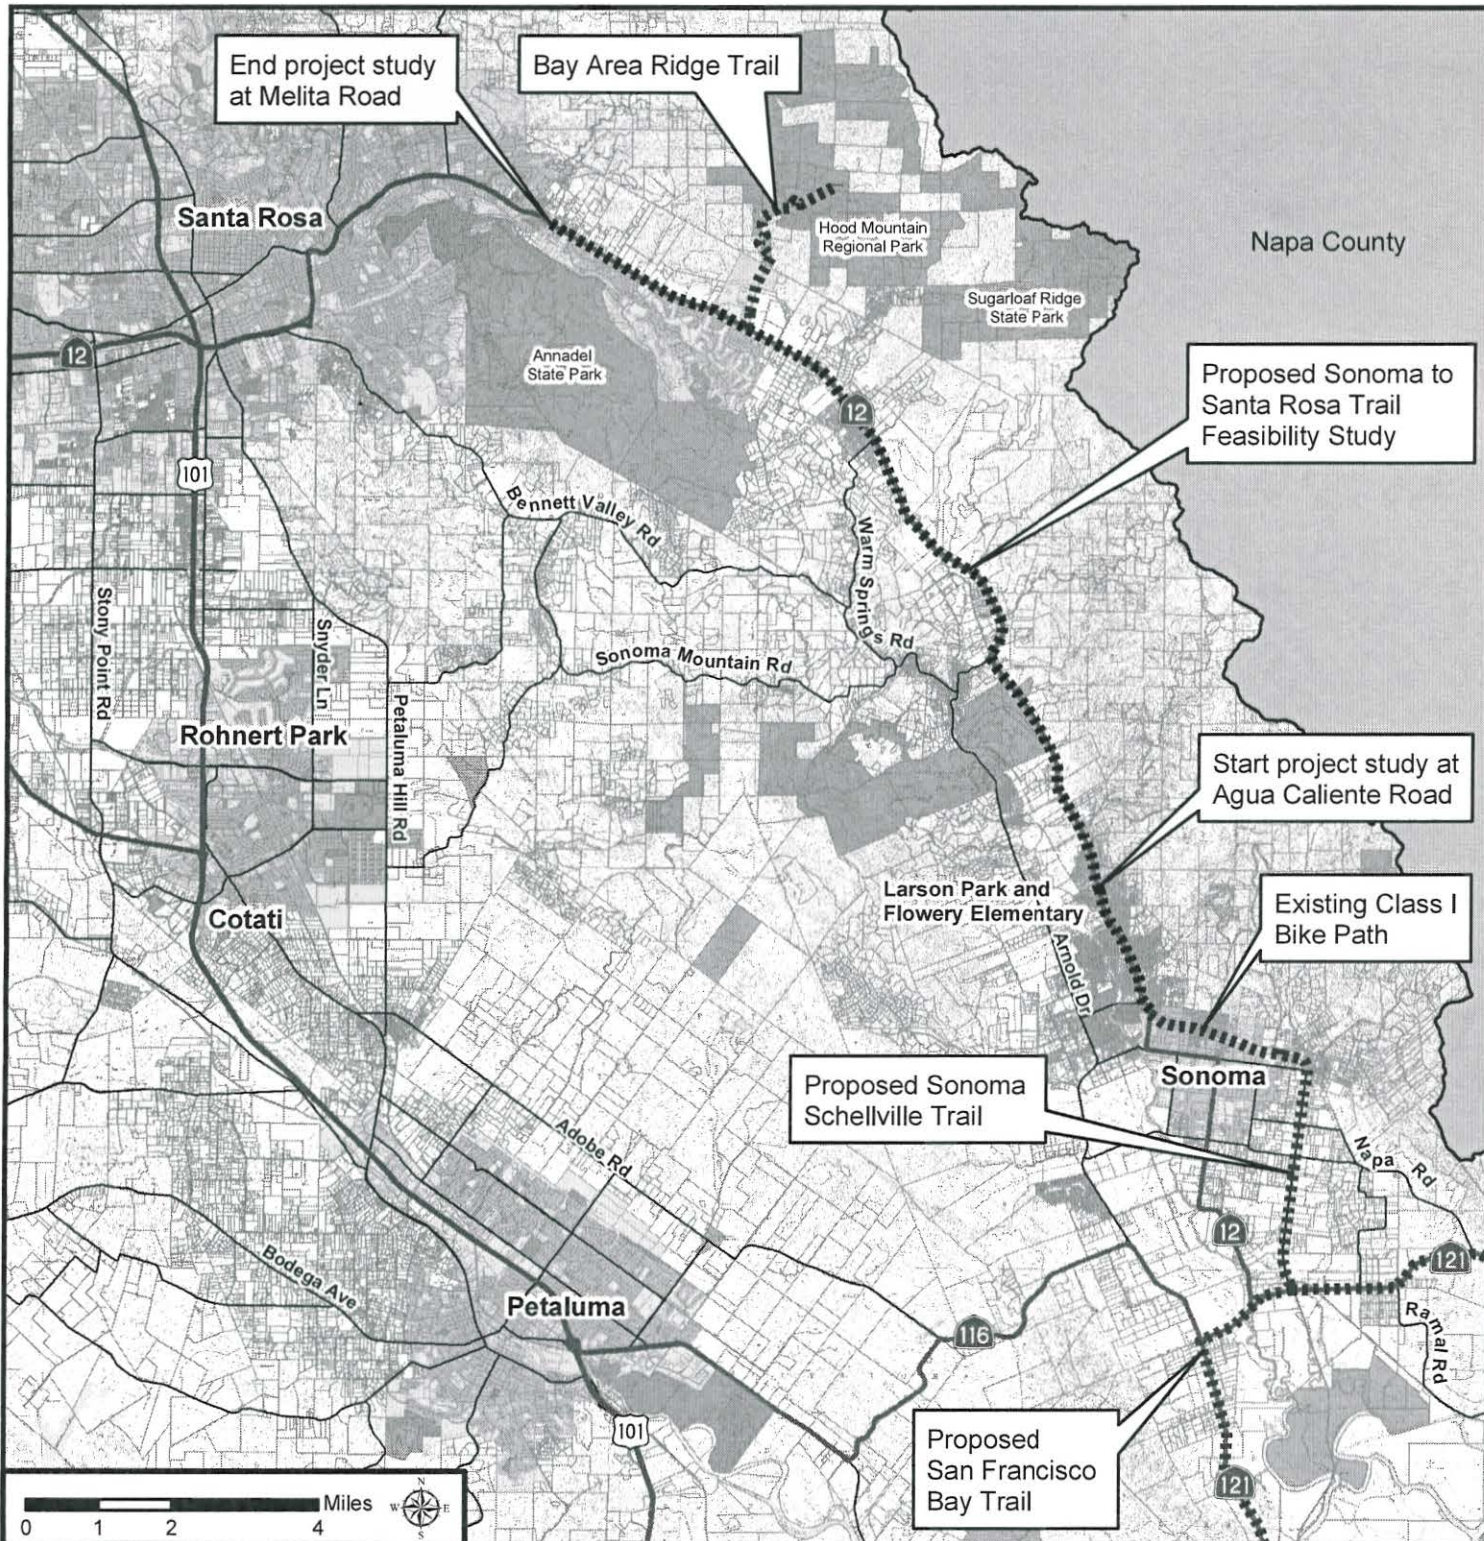 End project study
at Melita Road
Bay Area Ridge Trail
Santa Rosa
Hood Mountain
Regional Park
Napa County
Sugarloaf Ridge
State Park
Annadel
State Park
12
Proposed Sonoma to
Santa Rosa Trail
Feasibility Study
12
101
Bennett Valley Rd
Warm Springs Rd
Stony Point Rd
Snyder Ln
Sonoma Mountain Rd
Petaluma Hill Rd
Rohnert Park
Start project study at
Agua Caliente Road
Larson Park and
Flowery Elementary
Existing Class I
Bike Path
Cotati
Arnold Dr
Sonoma
Proposed Sonoma
Schellville Trail
Adobe Rd
Napa Rd
12
121
Bodega Ave
Petaluma
116
Ramal Rd
101
Proposed
San Francisco
Bay Trail
121
Miles
N
W E
S
0 1 2 4